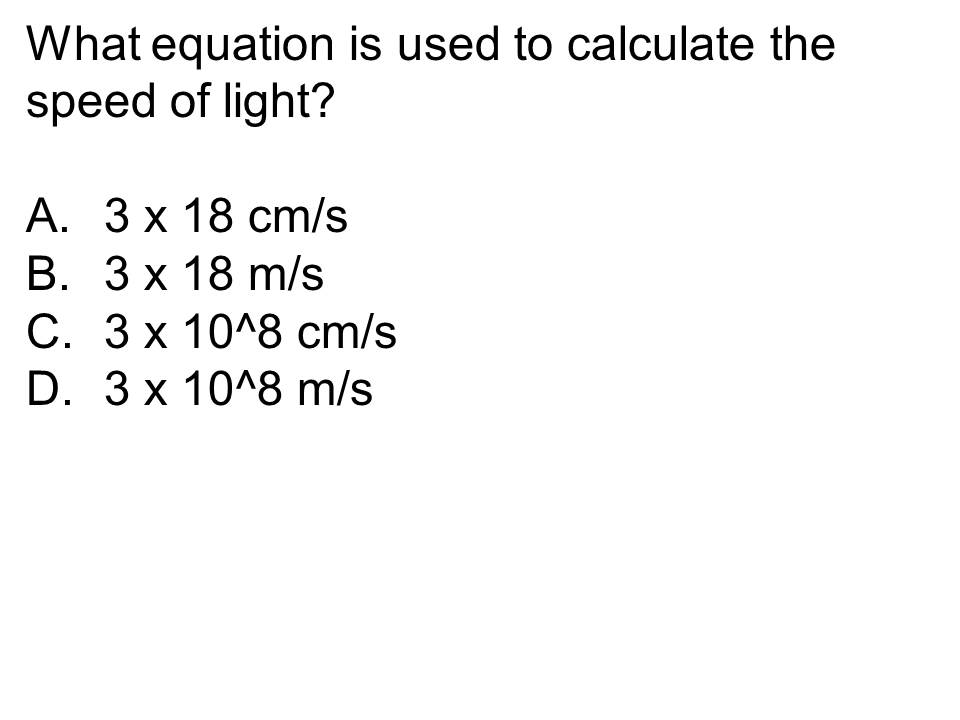 What equation is used to calculate the
speed of light?
A. 3 x 18 cm/s
B. 3 x 18 m/s
C. 3 x 10^8 cm/s
D. 3 x 10^8 m/s